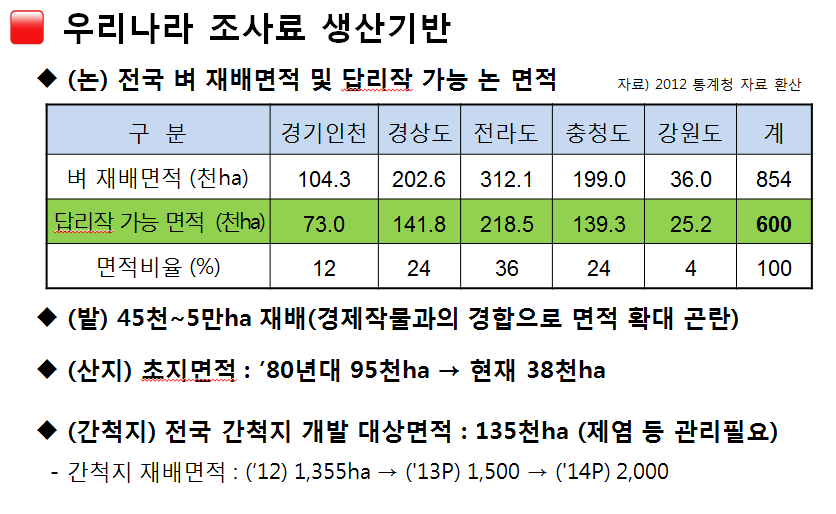 우리나라 조사료 생산기반
◆ (논) 전국 벼 재배면적 및 답리작 가능 논 면적
자료) 2012 통계청 자료 환산
구 분 경기인천 경상도 전라도 충청도 강원도 계
벼 재배면적 (천ha) 104.3 202.6 312.1 199.0 36.0 854
답리작 가능 면적 (천ha) 73.0 141.8 218.5 139.3 25.2 600
면적비율 (%) 12 24 36 24 4 100
◆ (밭) 45천~5만ha 재배(경제작물과의 경합으로 면적 확대 곤란)
◆ (산지) 초지면적 : ’80년대 95천ha → 현재 38천ha
◆ (간척지) 전국 간척지 개발 대상면적 : 135천ha (제염 등 관리필요)
- 간척지 재배면적 : (‘12) 1,355ha → ('13P) 1,500 → ('14P) 2,000